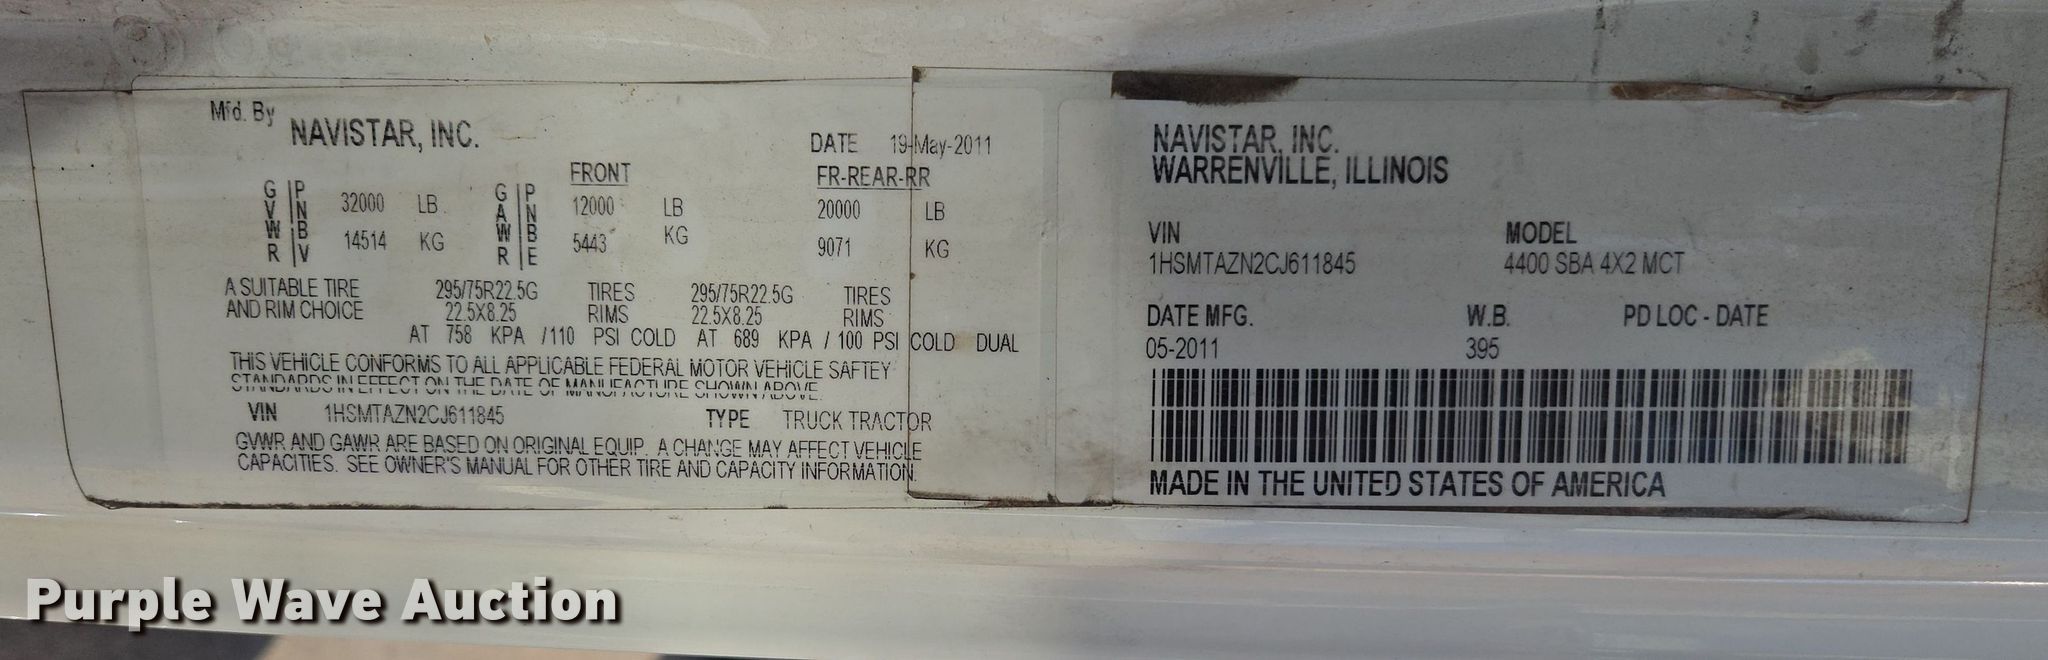 Mfd. By NAVISTAR, INC. DATE 19-May-2011
FRONT FR-REAR-RR
GVWR PNBV 32000 LB GAWR PNBE 12000 LB 20000 LB
14514 KG 5443 KG 9071 KG
A SUITABLE TIRE 295/75R22.5G TIRES 295/75R22.5G TIRES
AND RIM CHOICE 22.5X8.25 RIMS 22.5X8.25 RIMS
AT 758 KPA /110 PSI COLD AT 689 KPA / 100 PSI COLD DUAL
THIS VEHICLE CONFORMS TO ALL APPLICABLE FEDERAL MOTOR VEHICLE SAFTEY
STANDARDS IN EFFECT ON THE DATE OF MANUFACTURE SHOWN ABOVE.
VIN 1HSMTAZN2CJ611845 TYPE TRUCK TRACTOR
GVWR AND GAWR ARE BASED ON ORIGINAL EQUIP. A CHANGE MAY AFFECT VEHICLE
CAPACITIES. SEE OWNER'S MANUAL FOR OTHER TIRE AND CAPACITY INFORMATION.
NAVISTAR, INC.
WARRENVILLE, ILLINOIS
VIN MODEL
1HSMTAZN2CJ611845 4400 SBA 4X2 MCT
DATE MFG. W.B. PD LOC - DATE
05-2011 395
MADE IN THE UNITED STATES OF AMERICA
Purple Wave Auction